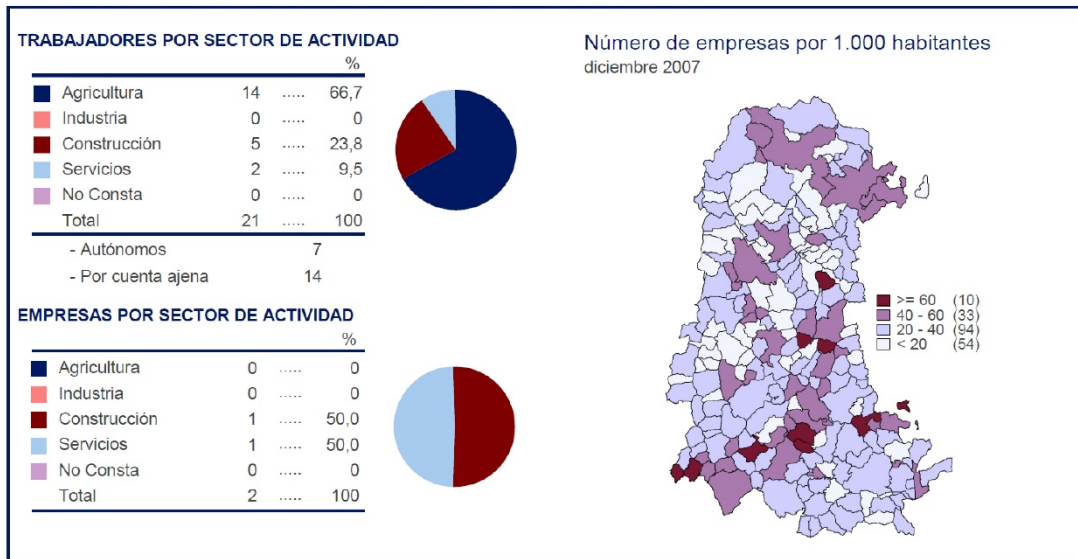 TRABAJADORES POR SECTOR DE ACTIVIDAD
%
Agricultura 14 ..... 66,7
Industria 0 ..... 0
Construcción 5 ..... 23,8
Servicios 2 ..... 9,5
No Consta 0 ..... 0
Total 21 ..... 100
- Autónomos 7
- Por cuenta ajena 14
EMPRESAS POR SECTOR DE ACTIVIDAD
%
Agricultura 0 ..... 0
Industria 0 ..... 0
Construcción 1 ..... 50,0
Servicios 1 ..... 50,0
No Consta 0 ..... 0
Total 2 ..... 100
Número de empresas por 1.000 habitantes
diciembre 2007
>= 60 (10)
40 - 60 (33)
20 - 40 (94)
< 20 (54)